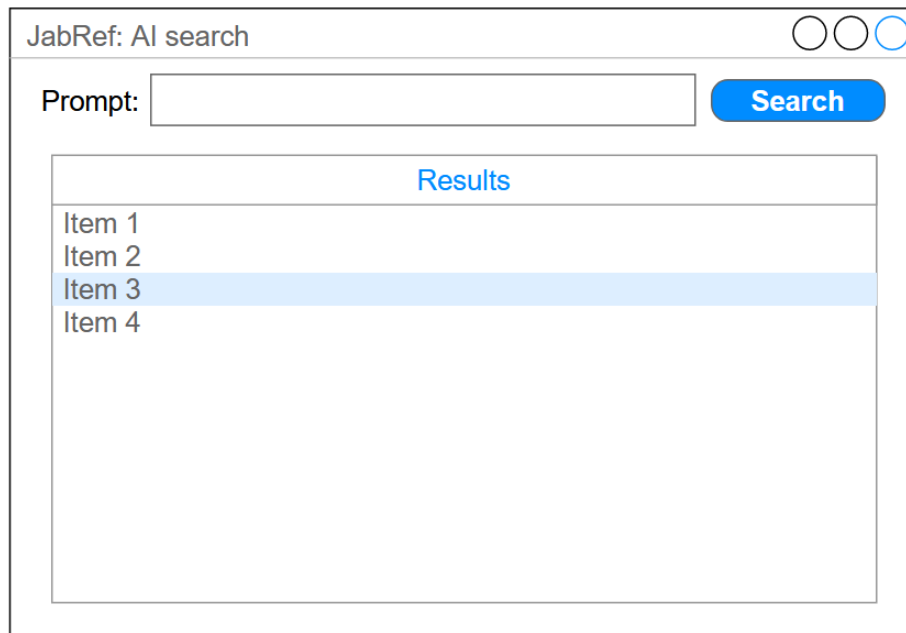 JabRef: AI search
Prompt: Search
Results
Item 1
Item 2
Item 3
Item 4